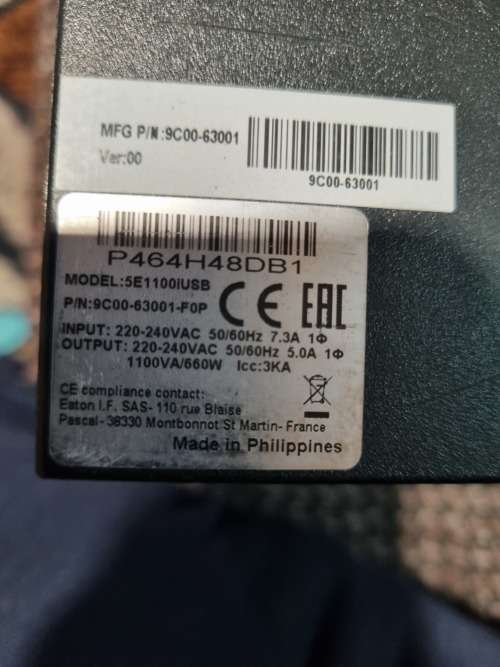 MFG P/N:9C00-63001
Ver:00
9C00-63001
P464H48DB1
MODEL:5E1100iUSB
P/N:9C00-63001-F0P
CE EAC
INPUT: 220-240VAC 50/60Hz 7.3A 1Φ
OUTPUT: 220-240VAC 50/60Hz 5.0A 1Φ
1100VA/660W Icc:3KA
CE compliance contact:
Eaton I.F. SAS- 110 rue Blaise
Pascal- 38330 Montbonnot St Martin- France
Made in Philippines